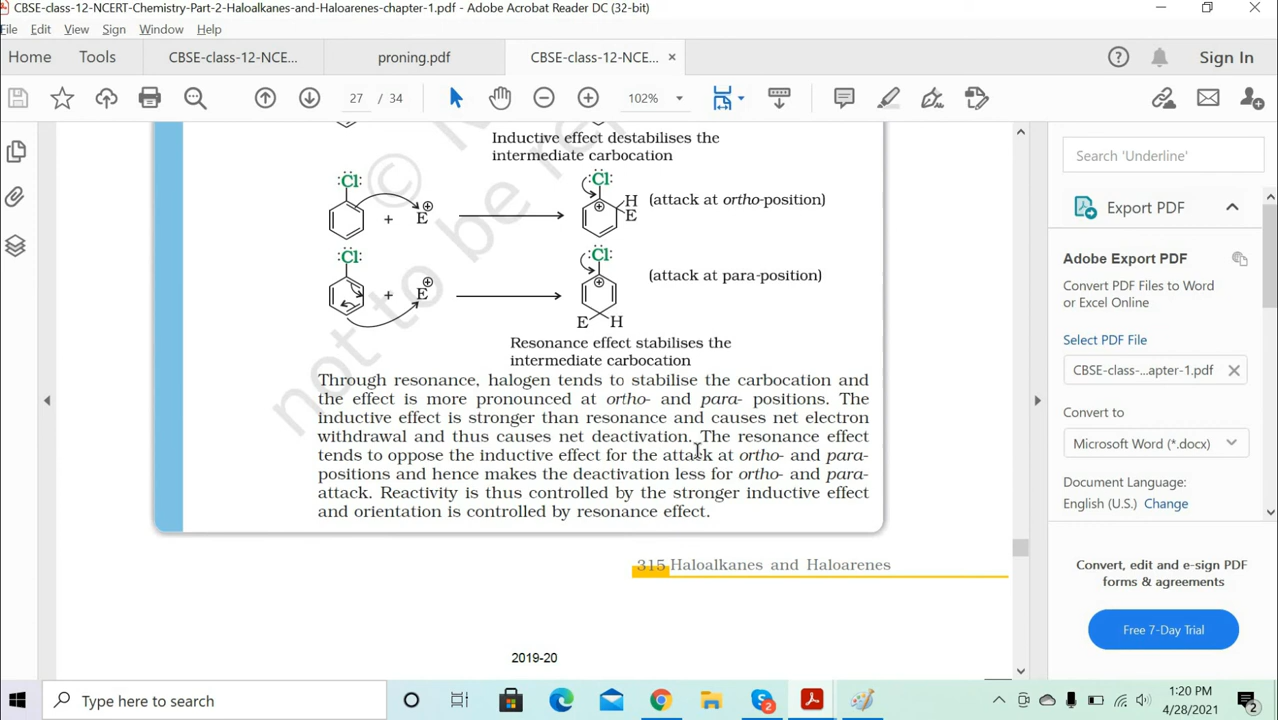 CBSE-class-12-NCERT-Chemistry-Part-2-Haloalkanes-and-Haloarenes-chapter-1.pdf - Adobe Acrobat Reader DC (32-bit)
File Edit View Sign Window Help
Home Tools CBSE-class-12-NCE... proning.pdf CBSE-class-12-NCE... × Sign In
27 / 34 102%
Inductive effect destabilises the
intermediate carbocation
:Cl: + E⊕ :Cl: ⊕ H E (attack at ortho-position)
:Cl: + E⊕ :Cl: ⊕ E H (attack at para-position)
Resonance effect stabilises the
intermediate carbocation
Through resonance, halogen tends to stabilise the carbocation and
the effect is more pronounced at ortho- and para- positions. The
inductive effect is stronger than resonance and causes net electron
withdrawal and thus causes net deactivation. The resonance effect
tends to oppose the inductive effect for the attack at ortho- and para-
positions and hence makes the deactivation less for ortho- and para-
attack. Reactivity is thus controlled by the stronger inductive effect
and orientation is controlled by resonance effect.
315 Haloalkanes and Haloarenes
2019-20
not to be re
©
Search 'Underline'
Export PDF
Adobe Export PDF
Convert PDF Files to Word
or Excel Online
Select PDF File
CBSE-class-...apter-1.pdf ×
Convert to
Microsoft Word (*.docx)
Document Language:
English (U.S.) Change
Convert, edit and e-sign PDF
forms & agreements
Free 7-Day Trial
Type here to search
2
1:20 PM
4/28/2021
2